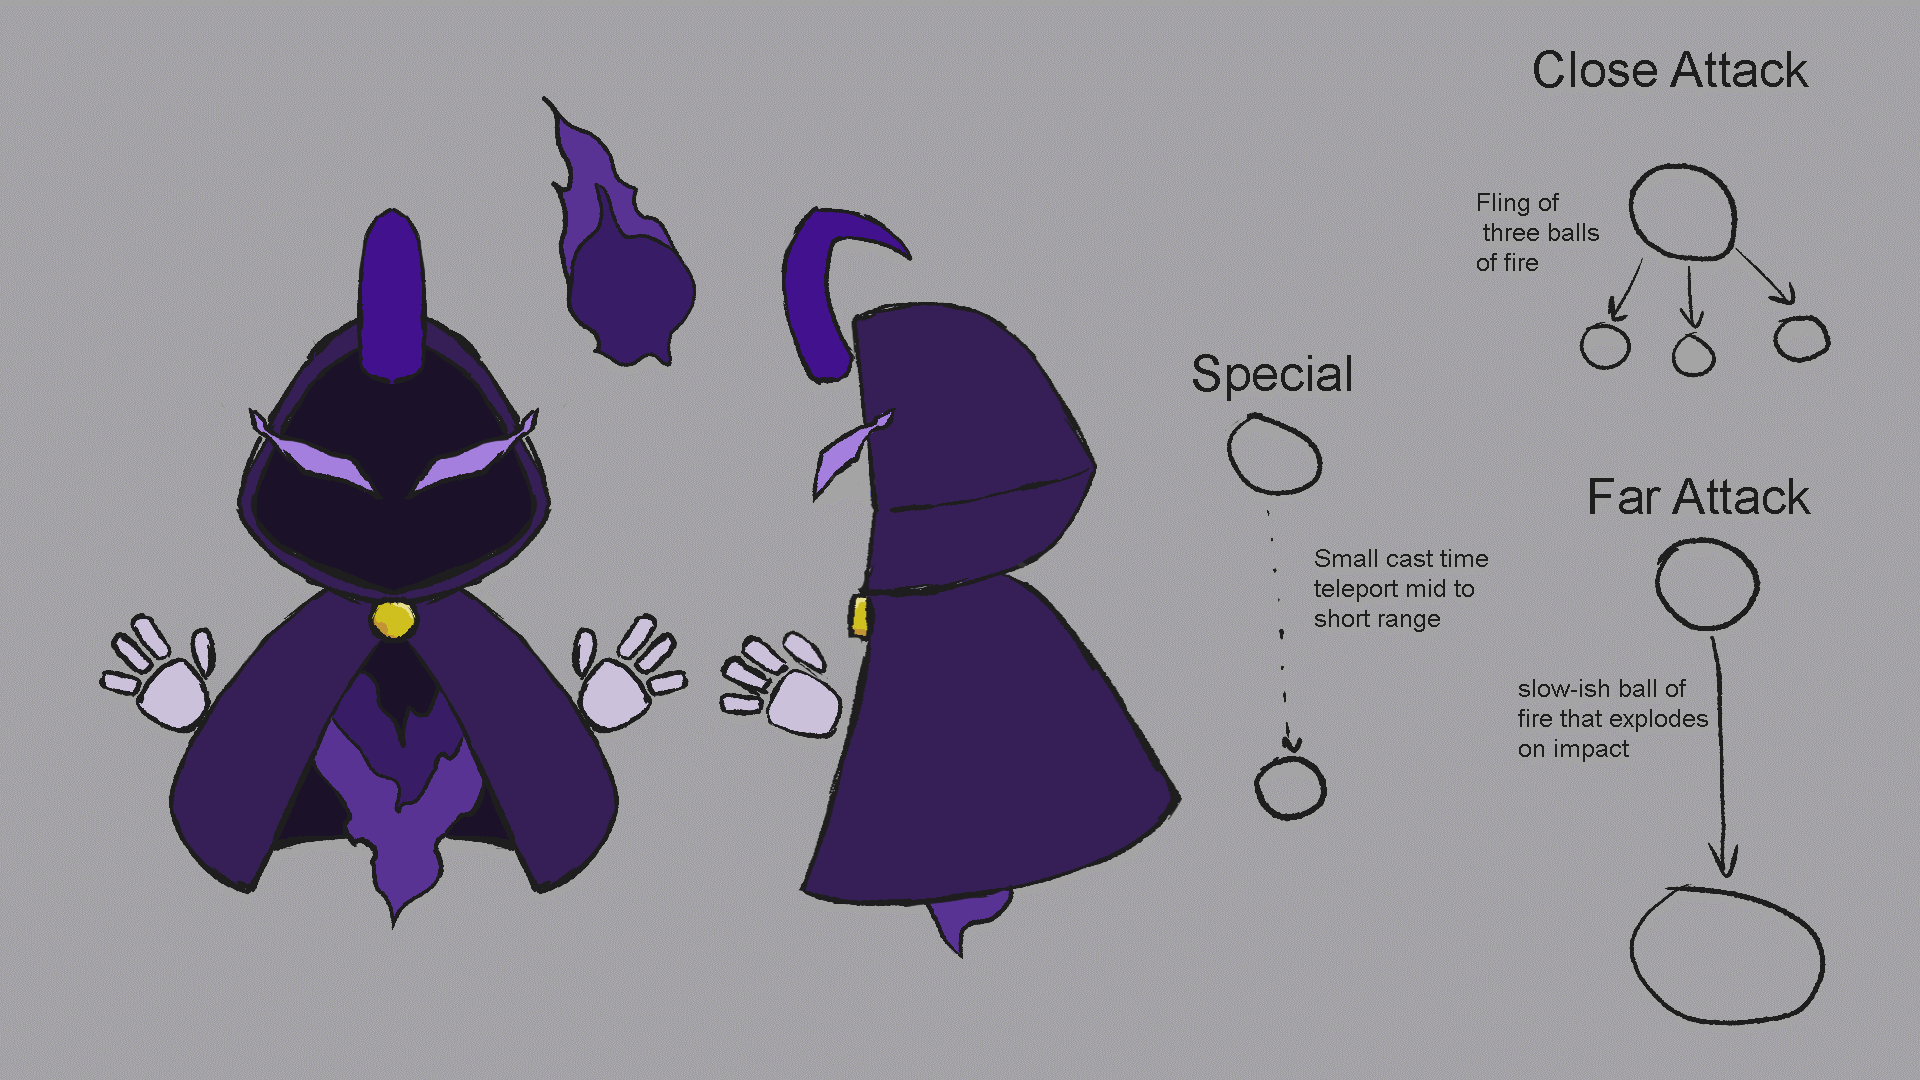 Close Attack
Fling of
three balls
of fire
Special
Small cast time
teleport mid to
short range
Far Attack
slow-ish ball of
fire that explodes
on impact